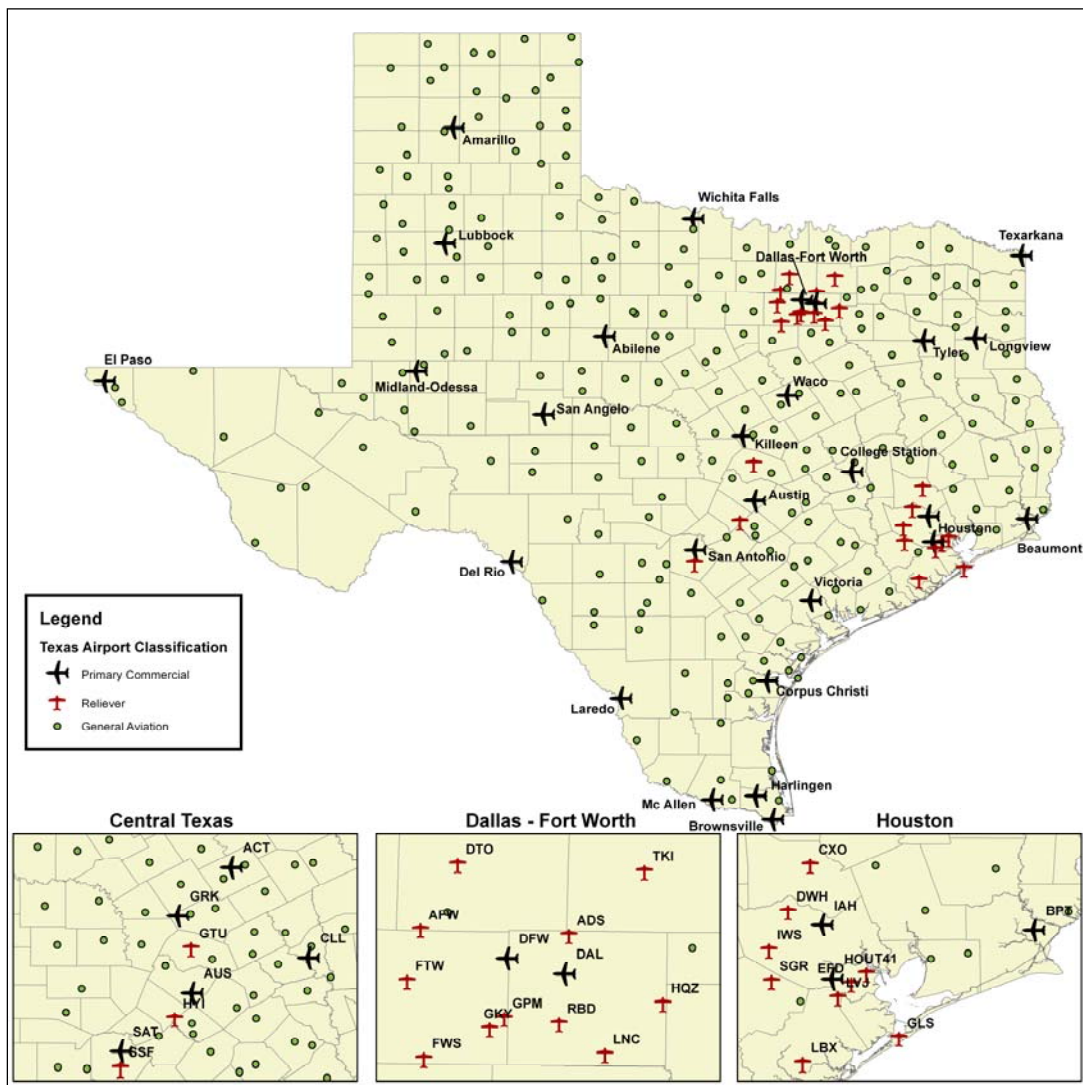 Amarillo
Wichita Falls
Lubbock
Texarkana
Dallas-Fort Worth
Abilene
Tyler
Longview
El Paso
Midland-Odessa
Waco
San Angelo
Killeen
College Station
Austin
Houston
Beaumont
San Antonio
Del Rio
Victoria
Legend
Texas Airport Classification
Primary Commercial
Reliever
General Aviation
Corpus Christi
Laredo
Harlingen
Mc Allen
Brownsville
Central Texas
ACT
GRK
GTU
CLL
AUS
HYI
SAT
SSF
Dallas - Fort Worth
DTO
TKI
AFW
ADS
DFW
DAL
FTW
HQZ
GPM
GKY
RBD
FWS
LNC
Houston
CXO
DWH
IAH
BPT
IWS
SGR
HOUT41
EFD
LVJ
GLS
LBX